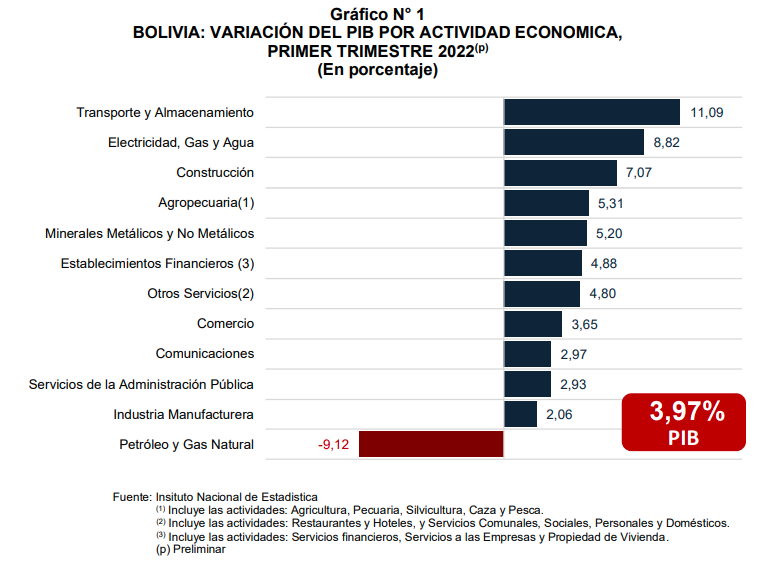 Gráfico N° 1
BOLIVIA: VARIACIÓN DEL PIB POR ACTIVIDAD ECONOMICA,
PRIMER TRIMESTRE 2022(p)
(En porcentaje)
Transporte y Almacenamiento 11,09
Electricidad, Gas y Agua 8,82
Construcción 7,07
Agropecuaria(1) 5,31
Minerales Metálicos y No Metálicos 5,20
Establecimientos Financieros (3) 4,88
Otros Servicios(2) 4,80
Comercio 3,65
Comunicaciones 2,97
Servicios de la Administración Pública 2,93
Industria Manufacturera 2,06
Petróleo y Gas Natural -9,12
3,97%
PIB
Fuente: Insituto Nacional de Estadistica
(1) Incluye las actividades: Agricultura, Pecuaria, Silvicultura, Caza y Pesca.
(2) Incluye las actividades: Restaurantes y Hoteles, y Servicios Comunales, Sociales, Personales y Domésticos.
(3) Incluye las actividades: Servicios financieros, Servicios a las Empresas y Propiedad de Vivienda.
(p) Preliminar